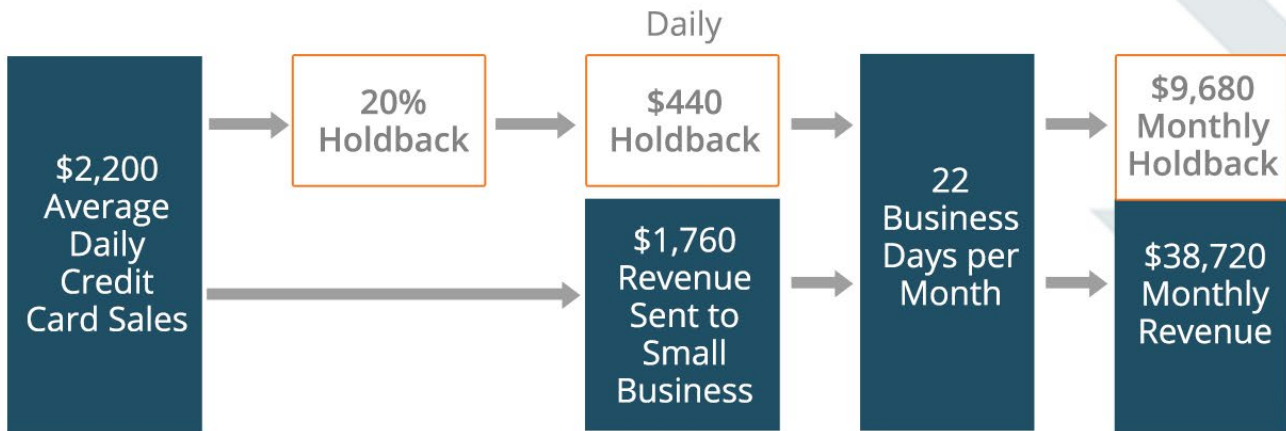 Daily
$2,200
Average
Daily
Credit
Card Sales
20%
Holdback
$440
Holdback
$1,760
Revenue
Sent to
Small
Business
22
Business
Days per
Month
$9,680
Monthly
Holdback
$38,720
Monthly
Revenue